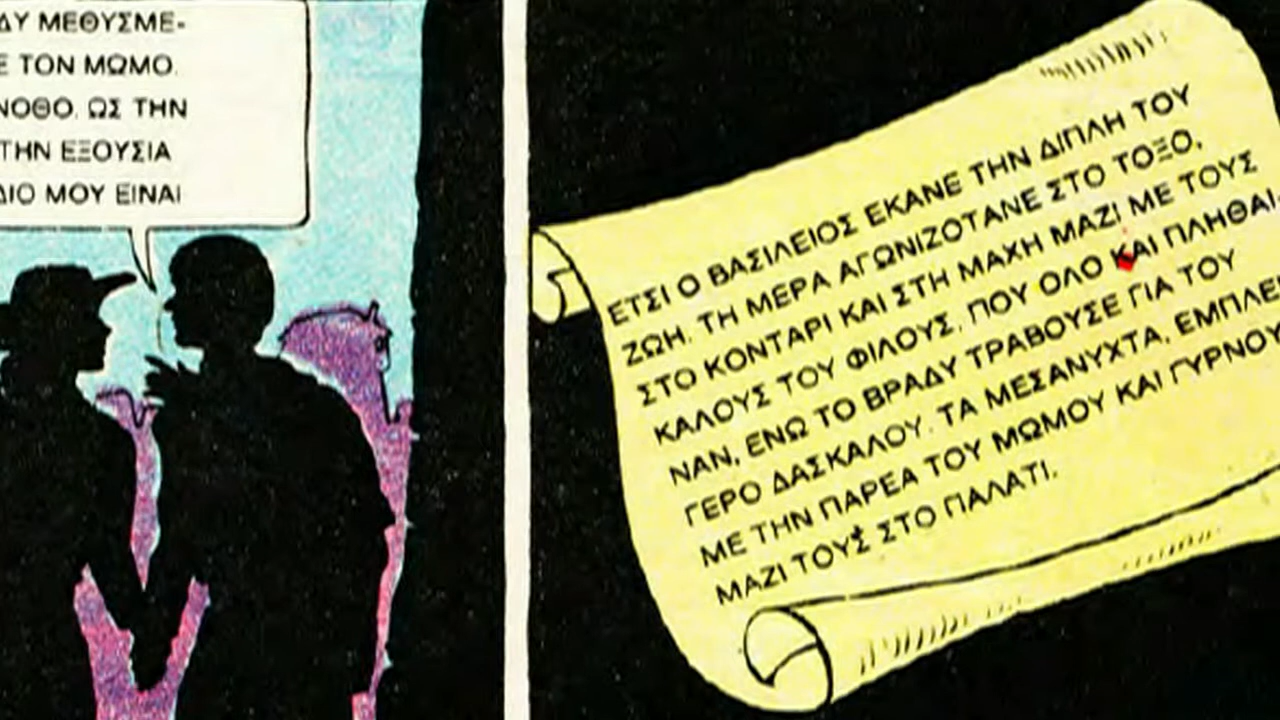 ΔΥ ΜΕΘΥΣΜΕ-
Ε ΤΟΝ ΜΩΜΟ.
ΝΟΘΟ. ΩΣ ΤΗΝ
ΤΗΝ ΕΞΟΥΣΙΑ
ΔΙΟ ΜΟΥ ΕΙΝΑΙ
ΕΤΣΙ Ο ΒΑΣΙΛΕΙΟΣ ΕΚΑΝΕ ΤΗΝ ΔΙΠΛΗ ΤΟΥ
ΖΩΗ. ΤΗ ΜΕΡΑ ΑΓΩΝΙΖΟΤΑΝΕ ΣΤΟ ΤΟΞΟ,
ΣΤΟ ΚΟΝΤΑΡΙ ΚΑΙ ΣΤΗ ΜΑΧΗ ΜΑΖΙ ΜΕ ΤΟΥΣ
ΚΑΛΟΥΣ ΤΟΥ ΦΙΛΟΥΣ, ΠΟΥ ΟΛΟ ΚΑΙ ΠΛΗΘΑΙ-
ΝΑΝ, ΕΝΩ ΤΟ ΒΡΑΔΥ ΤΡΑΒΟΥΣΕ ΓΙΑ ΤΟΥ
ΓΕΡΟ ΔΑΣΚΑΛΟΥ. ΤΑ ΜΕΣΑΝΥΧΤΑ, ΕΜΠΛΕ
ΜΕ ΤΗΝ ΠΑΡΕΑ ΤΟΥ ΜΩΜΟΥ ΚΑΙ ΓΥΡΝΟΥ
ΜΑΖΙ ΤΟΥΣ ΣΤΟ ΠΑΛΑΤΙ.